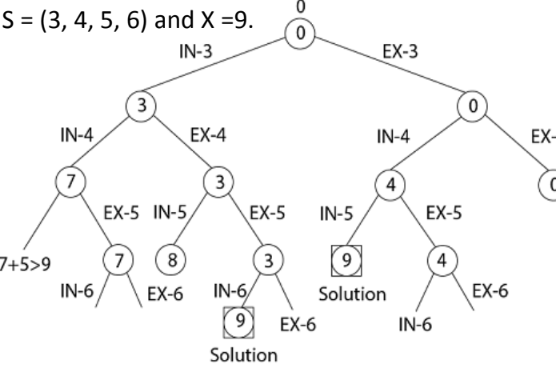 0
S = (3, 4, 5, 6) and X =9.
0
IN-3 EX-3
3 0
IN-4 EX-4 IN-4 EX-
7 3 4 0
EX-5 IN-5 EX-5 IN-5 EX-5
7+5>9 7 8 3 9 4
IN-6 EX-6 IN-6 Solution EX-6
9 EX-6 IN-6
Solution